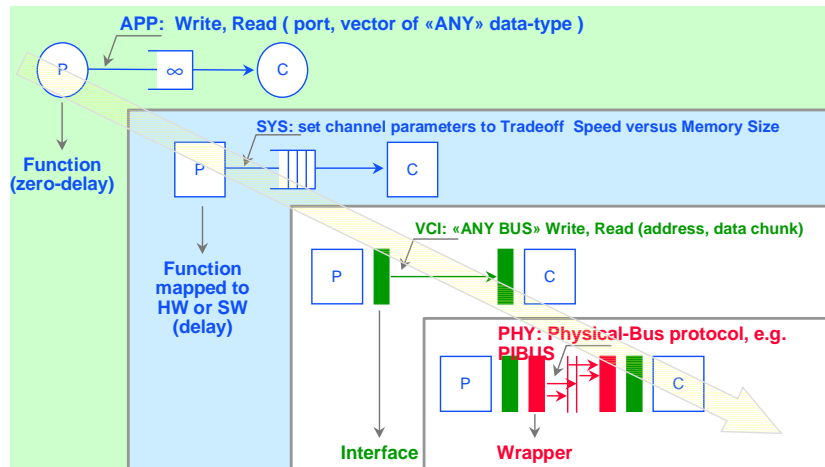 APP: Write, Read ( port, vector of «ANY» data-type )
P
∞
C
SYS: set channel parameters to Tradeoff Speed versus Memory Size
Function
(zero-delay)
P
C
VCI: «ANY BUS» Write, Read (address, data chunk)
Function
mapped to
HW or SW
(delay)
P
C
PHY: Physical-Bus protocol, e.g.
PIBUS
P
C
Interface
Wrapper